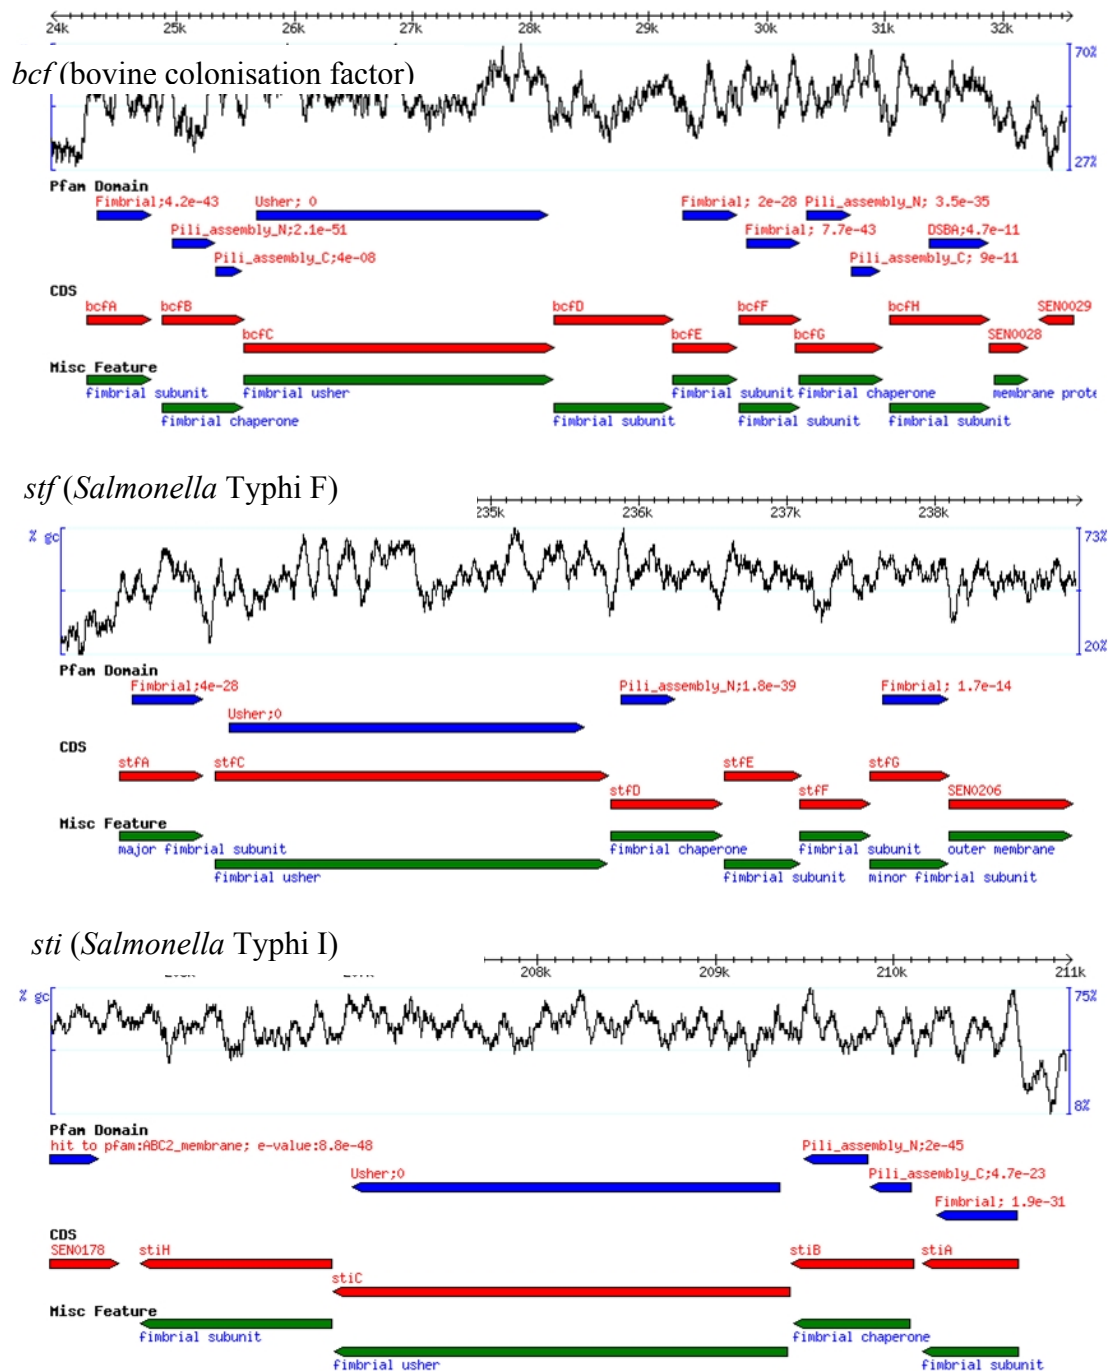 24k 25k 26k 27k 28k 29k 30k 31k 32k
bcf (bovine colonisation factor)
70%
27%
Pfam Domain
Fimbrial;4.2e-43 Usher; 0 Fimbrial; 2e-28 Pili_assembly_N; 3.5e-35
Pili_assembly_N;2.1e-51 Fimbrial; 7.7e-43 DSBA;4.7e-11
Pili_assembly_C;4e-08 Pili_assembly_C; 9e-11
CDS
bcfA bcfB bcfD bcfF bcfH SEN0029
bcfC bcfE bcfG SEN0028
Misc Feature
fimbrial subunit fimbrial usher fimbrial subunit fimbrial chaperone membrane prote
fimbrial chaperone fimbrial subunit fimbrial subunit fimbrial subunit
stf (Salmonella Typhi F)
235k 236k 237k 238k
% gc 73%
20%
Pfam Domain
Fimbrial;4e-28 Pili_assembly_N;1.8e-39 Fimbrial; 1.7e-14
Usher;0
CDS
stfA stfC stfE stfG
stfD stfF SEN0206
Misc Feature
major fimbrial subunit fimbrial chaperone fimbrial subunit outer membrane
fimbrial usher fimbrial subunit minor fimbrial subunit
sti (Salmonella Typhi I)
208k 209k 210k 211k
% gc 75%
8%
Pfam Domain
hit to pfam:ABC2_membrane; e-value:8.8e-48 Pili_assembly_N;2e-45
Usher;0 Pili_assembly_C;4.7e-23
Fimbrial; 1.9e-31
CDS
SEN0178 stiH stiB stiA
stiC
Misc Feature
fimbrial subunit fimbrial chaperone
fimbrial usher fimbrial subunit